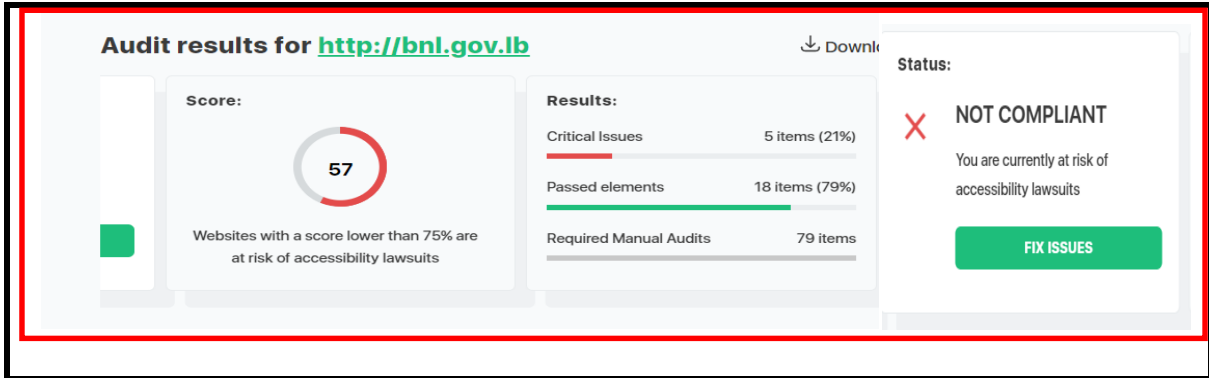 Audit results for http://bnl.gov.lb
Downl
Score:
57
Websites with a score lower than 75% are
at risk of accessibility lawsuits
Results:
Critical Issues 5 items (21%)
Passed elements 18 items (79%)
Required Manual Audits 79 items
Status:
NOT COMPLIANT
You are currently at risk of
accessibility lawsuits
FIX ISSUES